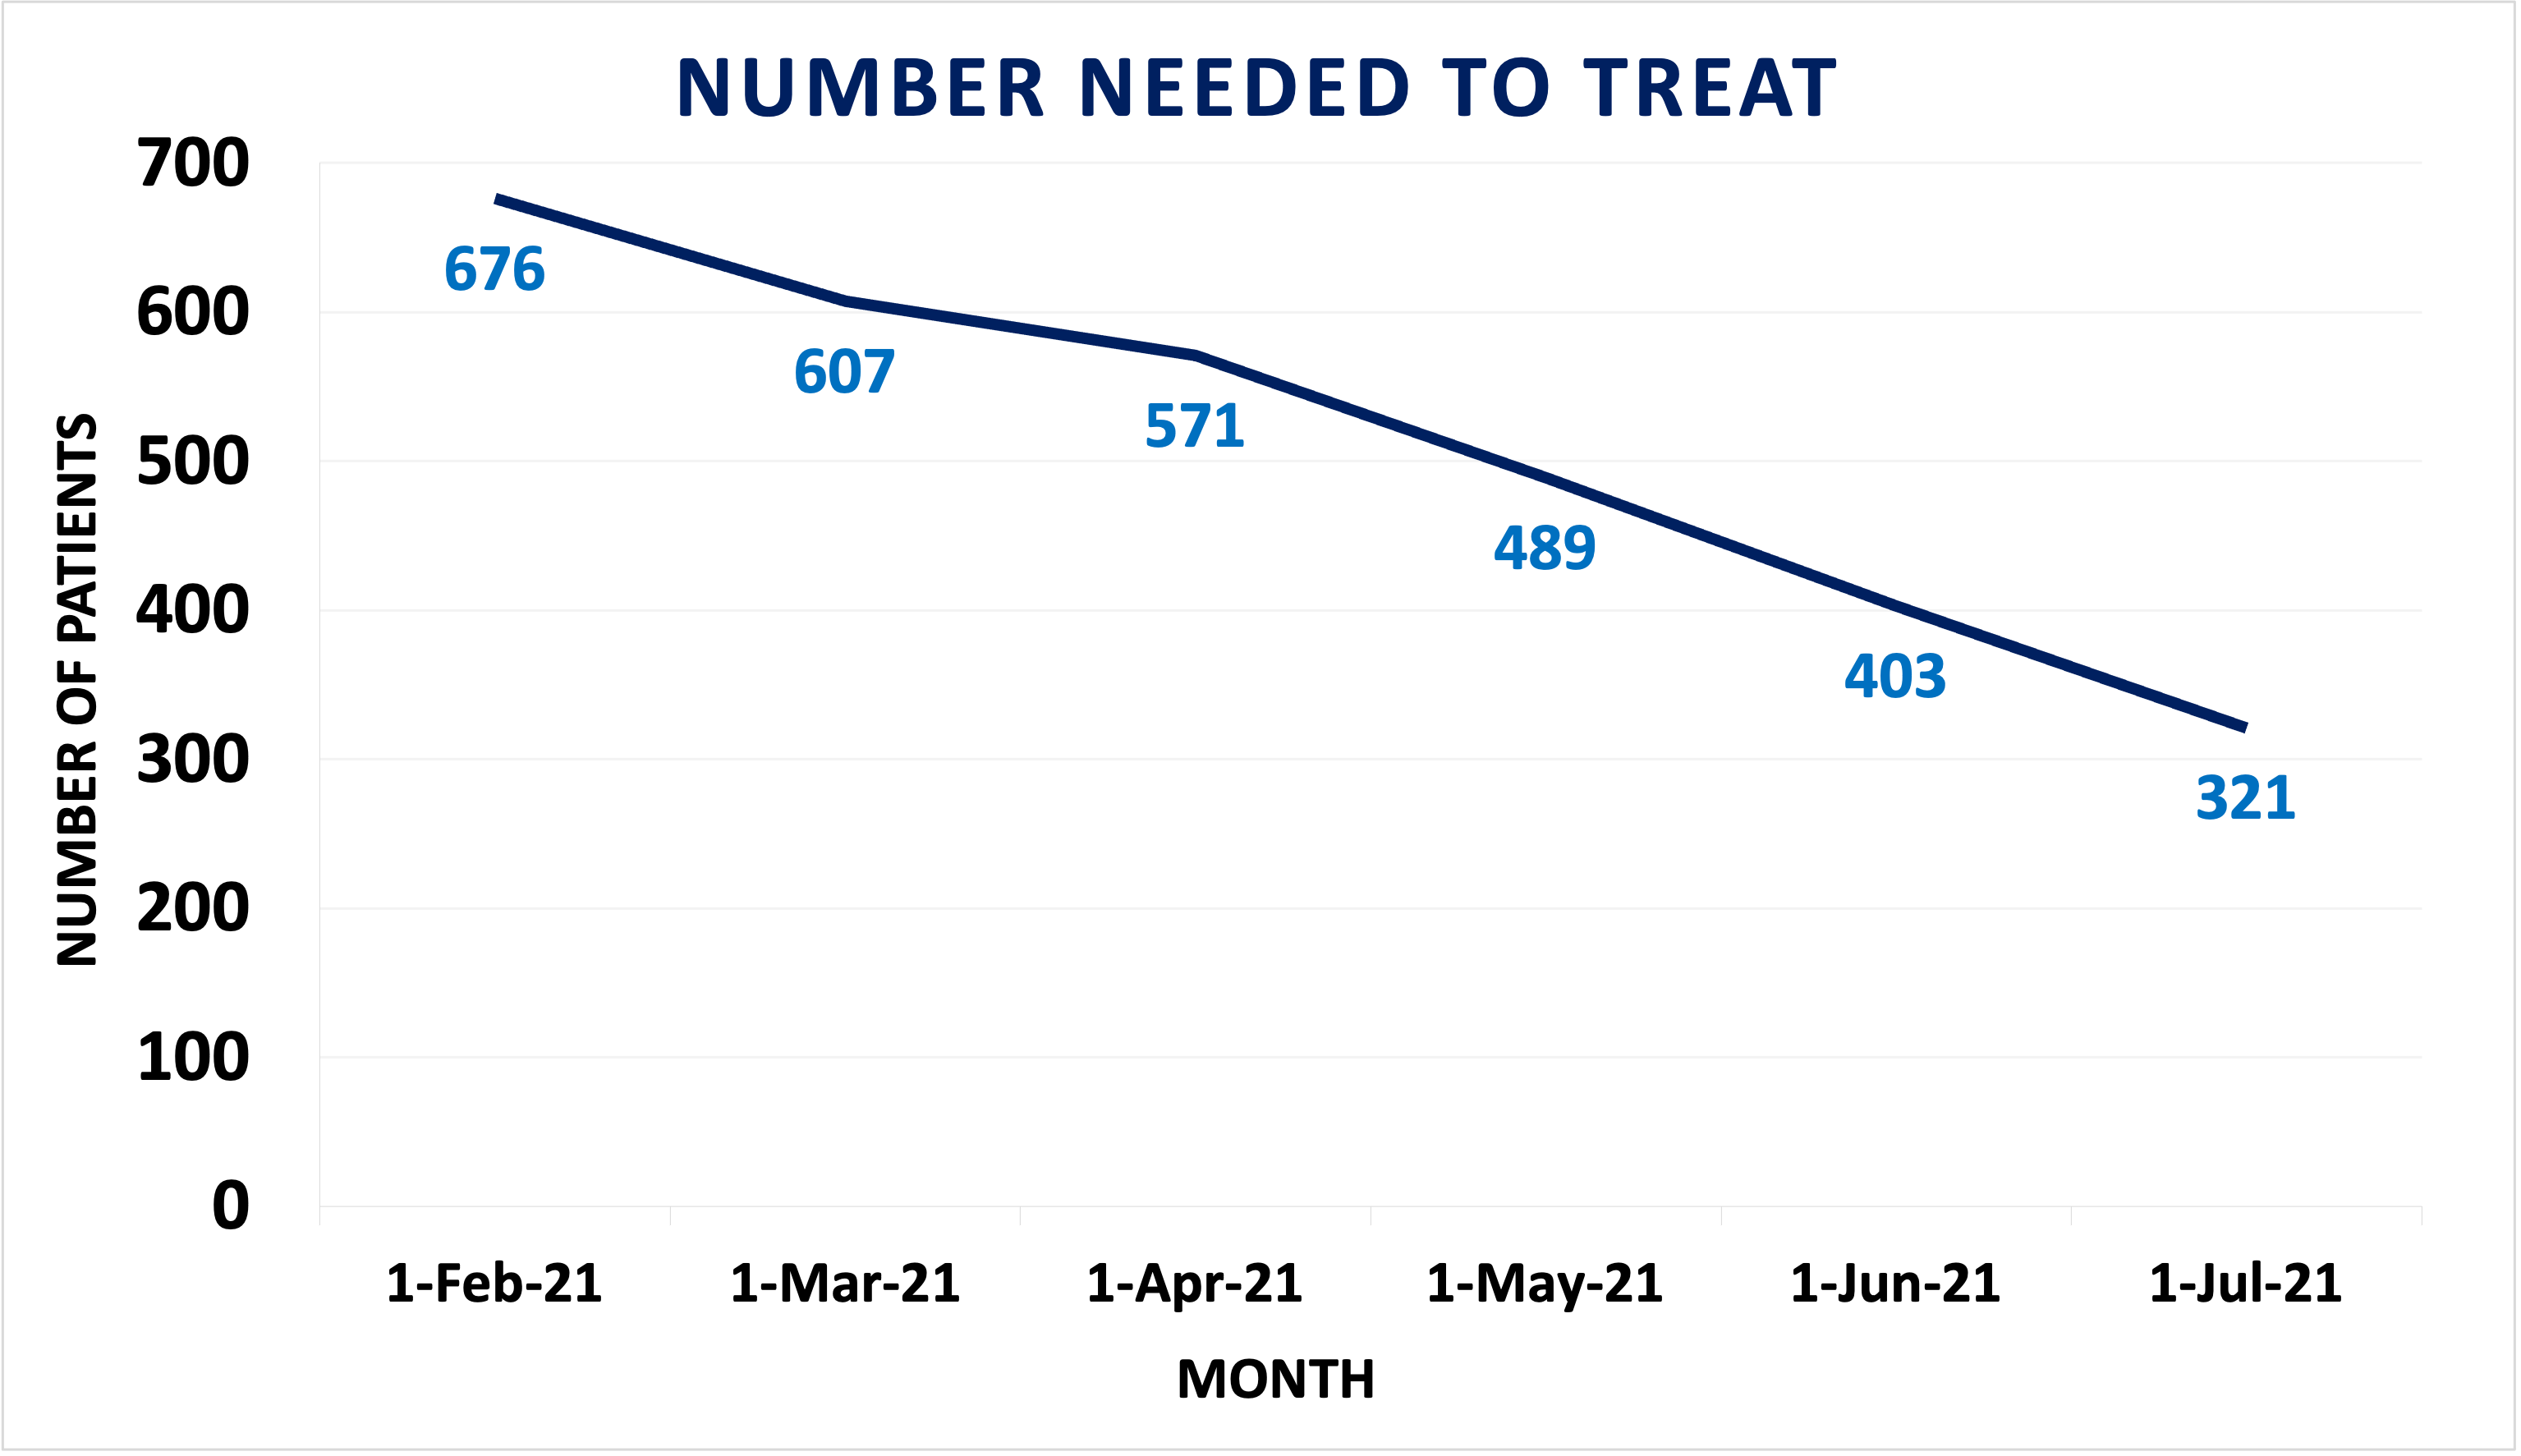 NUMBER NEEDED TO TREAT
NUMBER OF PATIENTS
700
600
500
400
300
200
100
0
676
607
571
489
403
321
1-Feb-21
1-Mar-21
1-Apr-21
1-May-21
1-Jun-21
1-Jul-21
MONTH